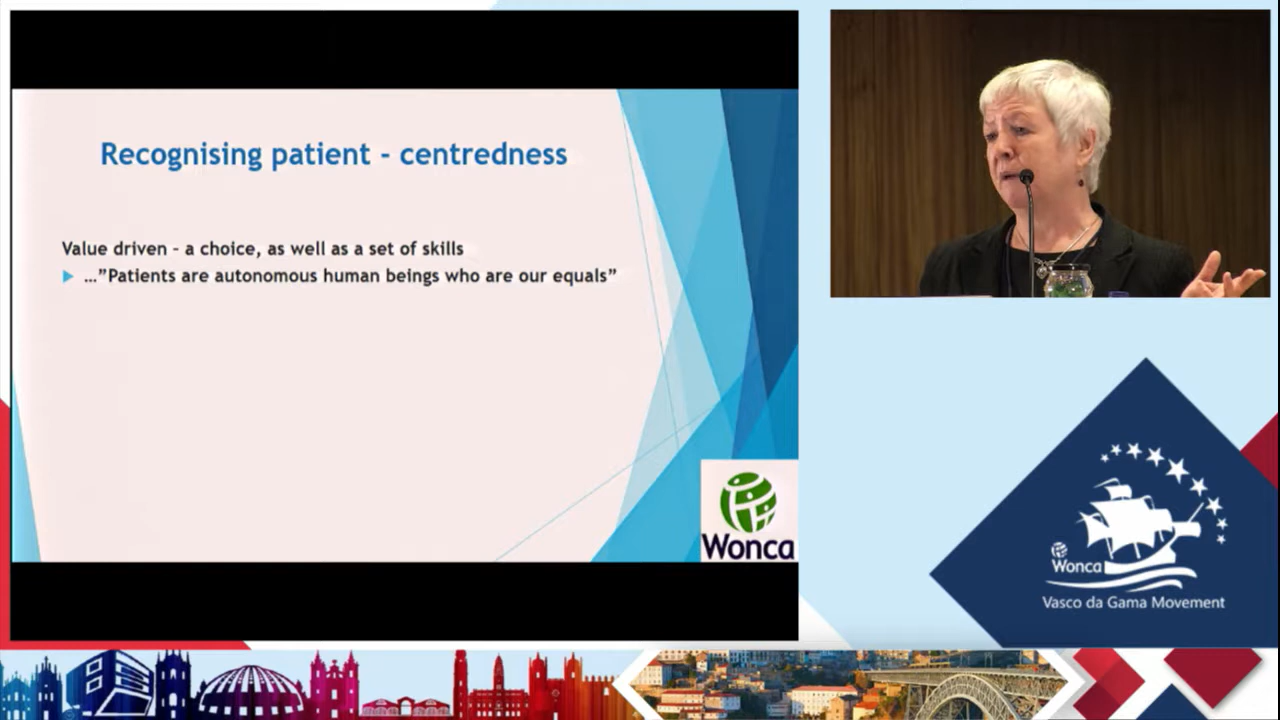 Recognising patient - centredness
Value driven - a choice, as well as a set of skills
…”Patients are autonomous human beings who are our equals”
Wonca
Wonca
Vasco da Gama Movement